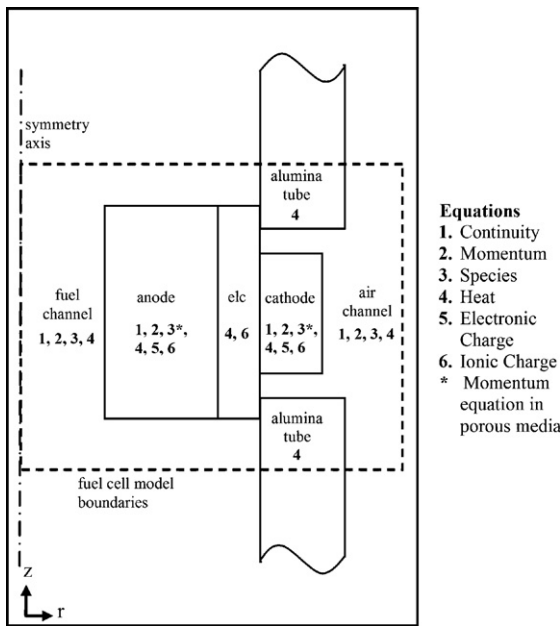 symmetry
axis
alumina
tube
4
fuel
channel
1, 2, 3, 4
anode
1, 2, 3*,
4, 5, 6
elc
4, 6
cathode
1, 2, 3*,
4, 5, 6
air
channel
1, 2, 3, 4
alumina
tube
4
fuel cell model
boundaries
z
r
Equations
1. Continuity
2. Momentum
3. Species
4. Heat
5. Electronic
Charge
6. Ionic Charge
* Momentum
equation in
porous media